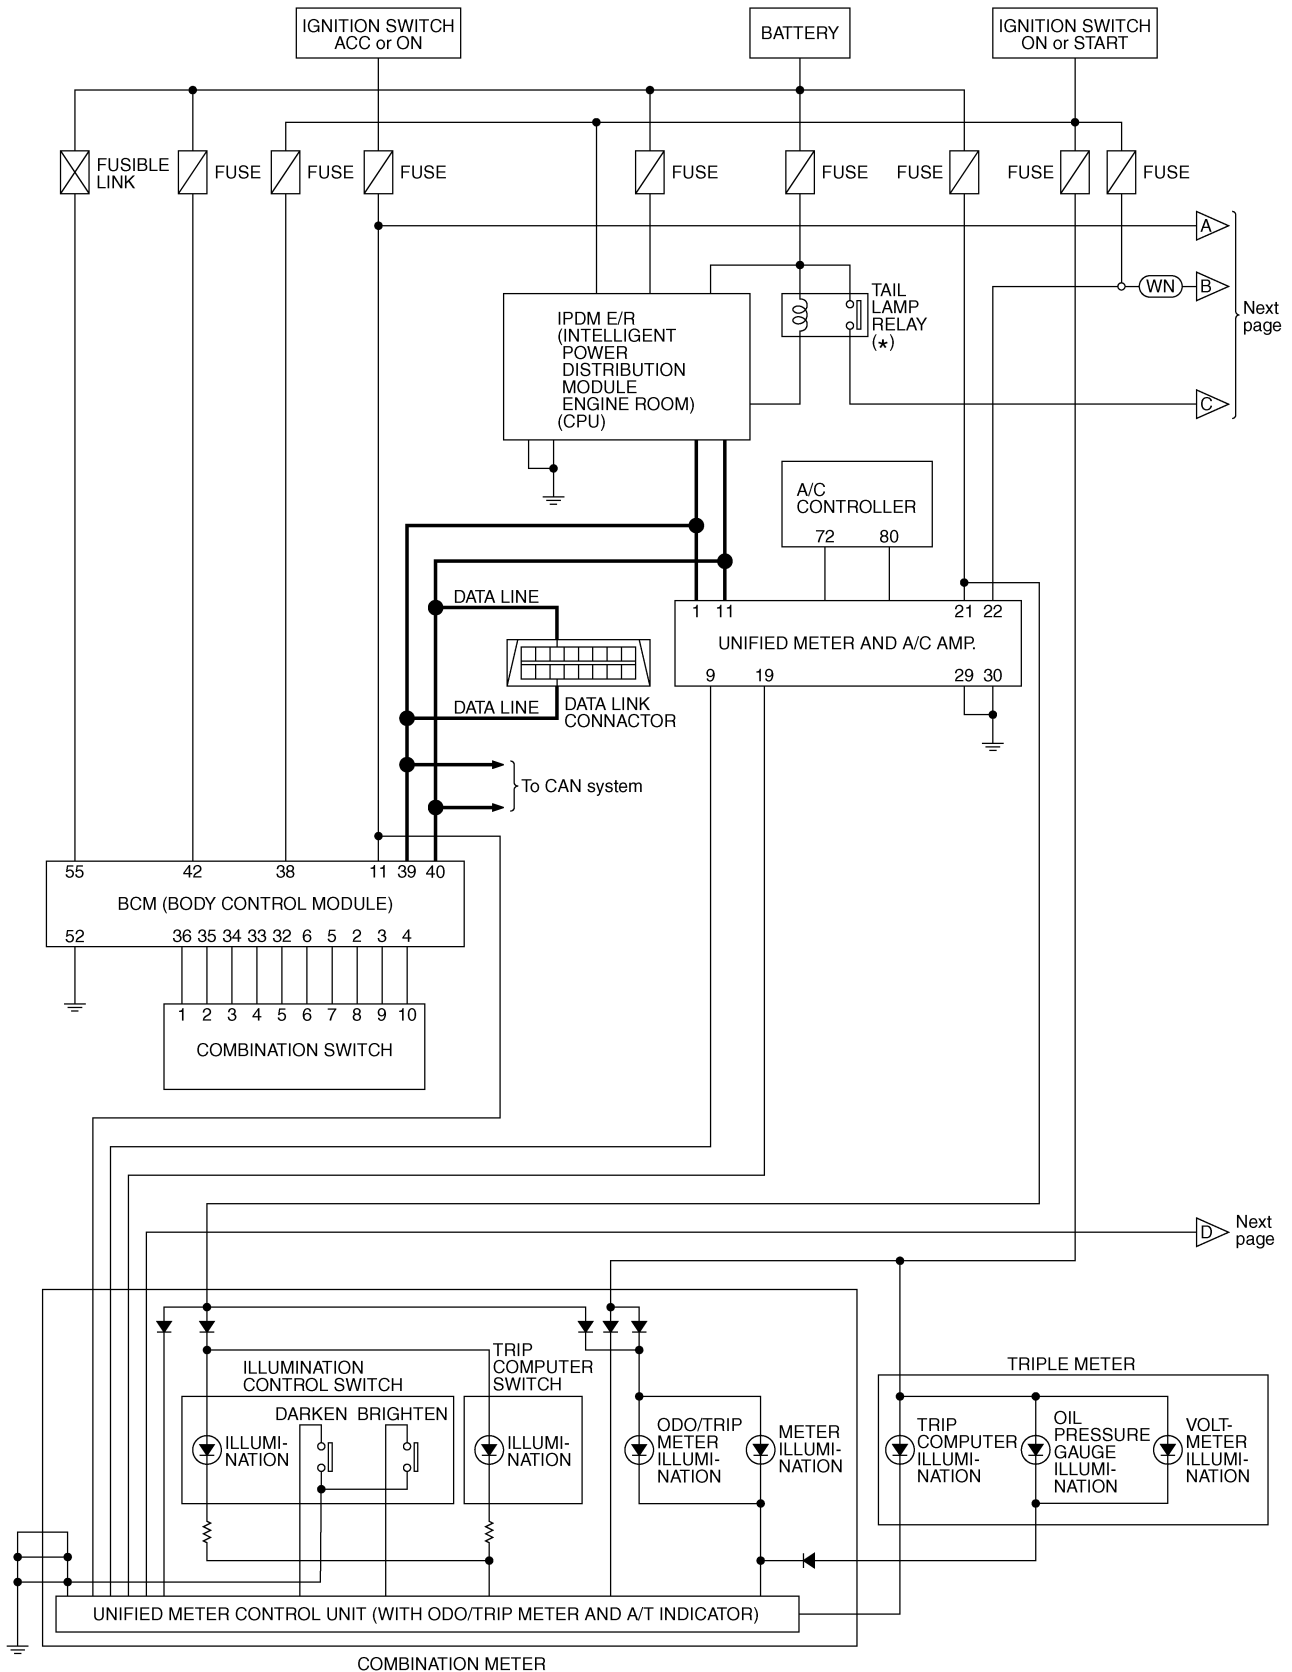 IGNITION SWITCH
ACC or ON
BATTERY
IGNITION SWITCH
ON or START
FUSIBLE
LINK
FUSE
FUSE
FUSE
FUSE
FUSE
FUSE
FUSE
FUSE
A
WN
B
C
Next
page
IPDM E/R
(INTELLIGENT
POWER
DISTRIBUTION
MODULE
ENGINE ROOM)
(CPU)
TAIL
LAMP
RELAY
(*)
A/C
CONTROLLER
72 80
1 11 21 22
UNIFIED METER AND A/C AMP.
9 19 29 30
DATA LINE
DATA LINE
DATA LINK
CONNACTOR
To CAN system
55 42 38 11 39 40
BCM (BODY CONTROL MODULE)
52 36 35 34 33 32 6 5 2 3 4
1 2 3 4 5 6 7 8 9 10
COMBINATION SWITCH
D
Next
page
ILLUMINATION
CONTROL SWITCH
DARKEN BRIGHTEN
ILLUMI-
NATION
TRIP
COMPUTER
SWITCH
ILLUMI-
NATION
ODO/TRIP
METER
ILLUMI-
NATION
METER
ILLUMI-
NATION
TRIPLE METER
TRIP
COMPUTER
ILLUMI-
NATION
OIL
PRESSURE
GAUGE
ILLUMI-
NATION
VOLT-
METER
ILLUMI-
NATION
UNIFIED METER CONTROL UNIT (WITH ODO/TRIP METER AND A/T INDICATOR)
COMBINATION METER